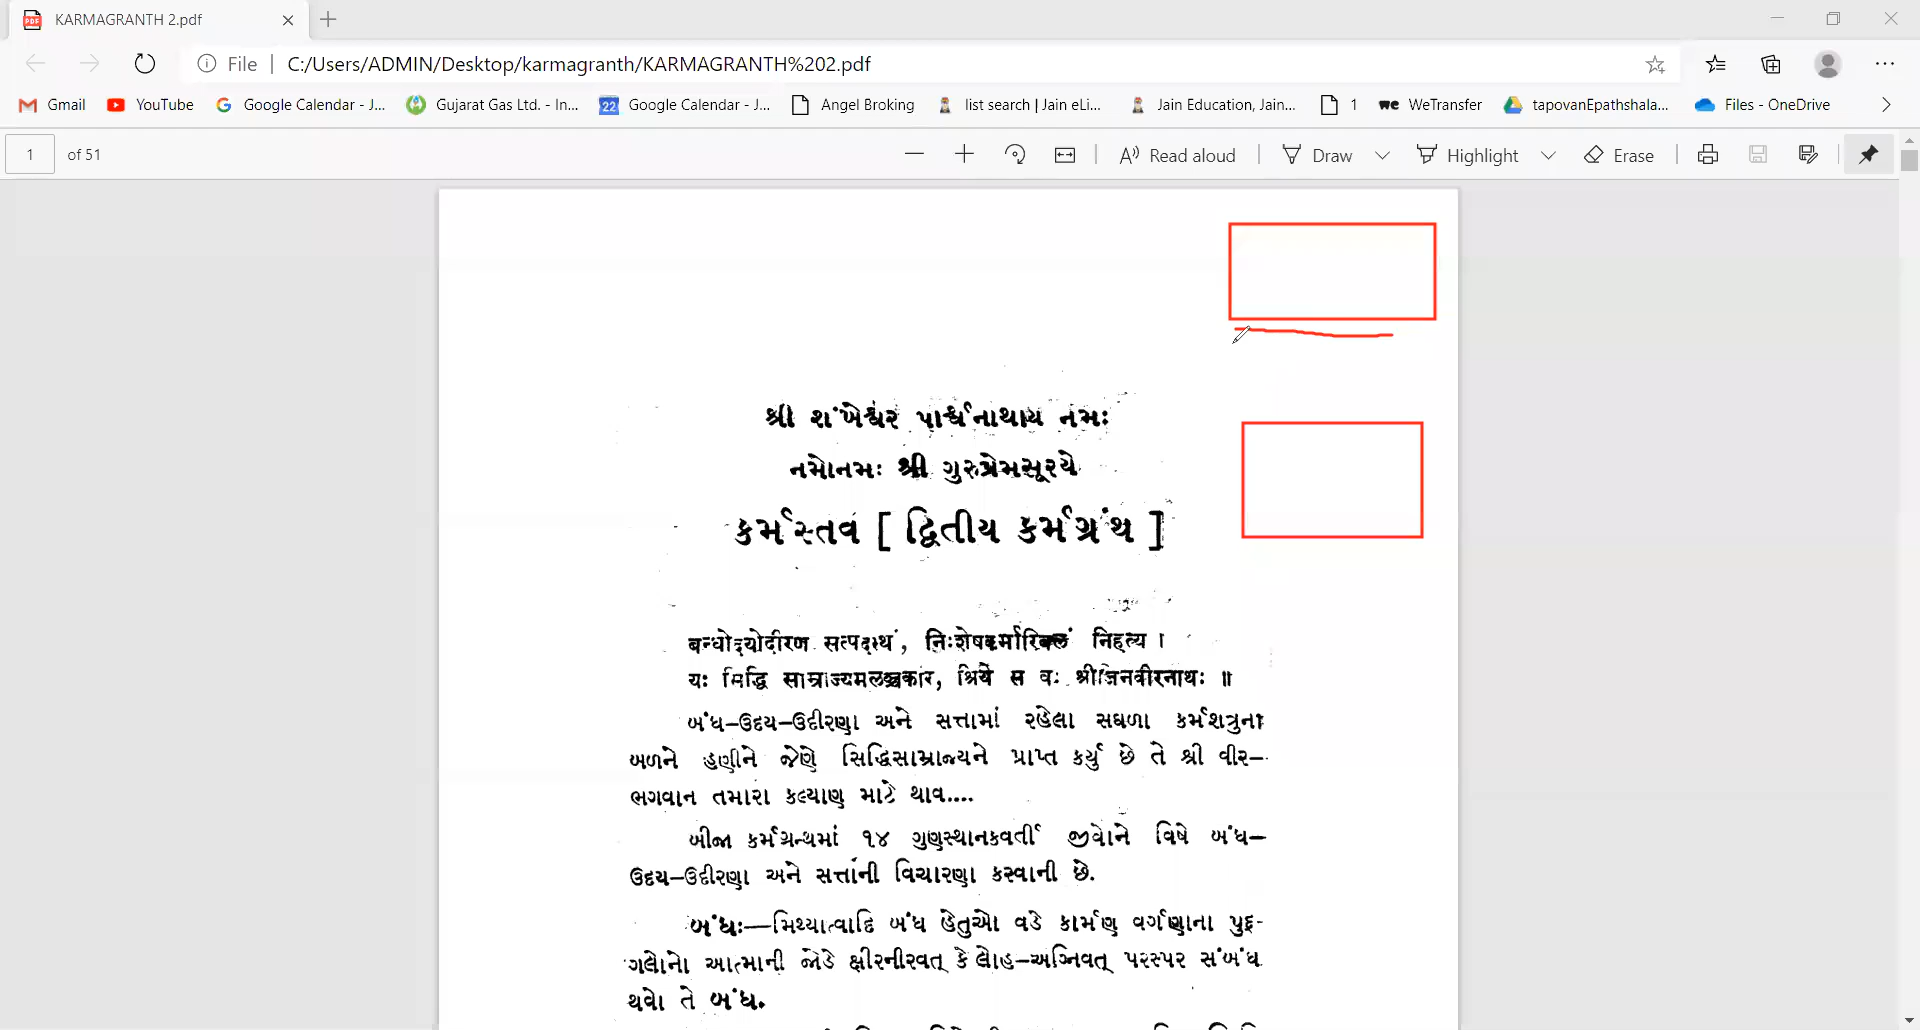 KARMAGRANTH 2.pdf
File C:/Users/ADMIN/Desktop/karmagranth/KARMAGRANTH%202.pdf
Gmail YouTube Google Calendar - J... Gujarat Gas Ltd. - In... Google Calendar - J... Angel Broking list search | Jain eLi... Jain Education, Jain... 1 WeTransfer tapovanEpathshala... Files - OneDrive
1 of 51 Read aloud Draw Highlight Erase
શ્રી શંખેશ્વર પાર્શ્વનાથાય નમઃ
નમોનમઃ શ્રી ગુરુપ્રેમસૂરયે
કર્મસ્તવ [ દ્વિતીય કર્મગ્રંથ ]
बन्धोदयोदीरण सत्पदस्थं, निःशेषकर्मारिबलं निहत्य ।
यः सिद्धि साम्राज्यमलञ्चकार, श्रिये स वः श्रीजिनवीरनाथः ॥
બંધ–ઉદય–ઉદીરણા અને સત્તામાં રહેલા સઘળા કર્મશત્રુના
બળને હણીને જેણે સિદ્ધિસામ્રાજ્યને પ્રાપ્ત કર્યુ છે તે શ્રી વીર–
ભગવાન તમારા કલ્યાણ માટે થાવ....
બીજા કર્મગ્રન્થમાં ૧૪ ગુણસ્થાનકવર્તી જીવોને વિષે બંધ–
ઉદય–ઉદીરણા અને સત્તાની વિચારણા કરવાની છે.
બંધઃ—મિથ્યાત્વાદિ બંધ હેતુઓ વડે કાર્મણ વર્ગણાના પુદ્દ-
ગલોનો આત્માની જોડે ક્ષીરનીરવત્ કે લોહ–અગ્નિવત્ પરસ્પર સંબંધ
થવો તે બંધ.